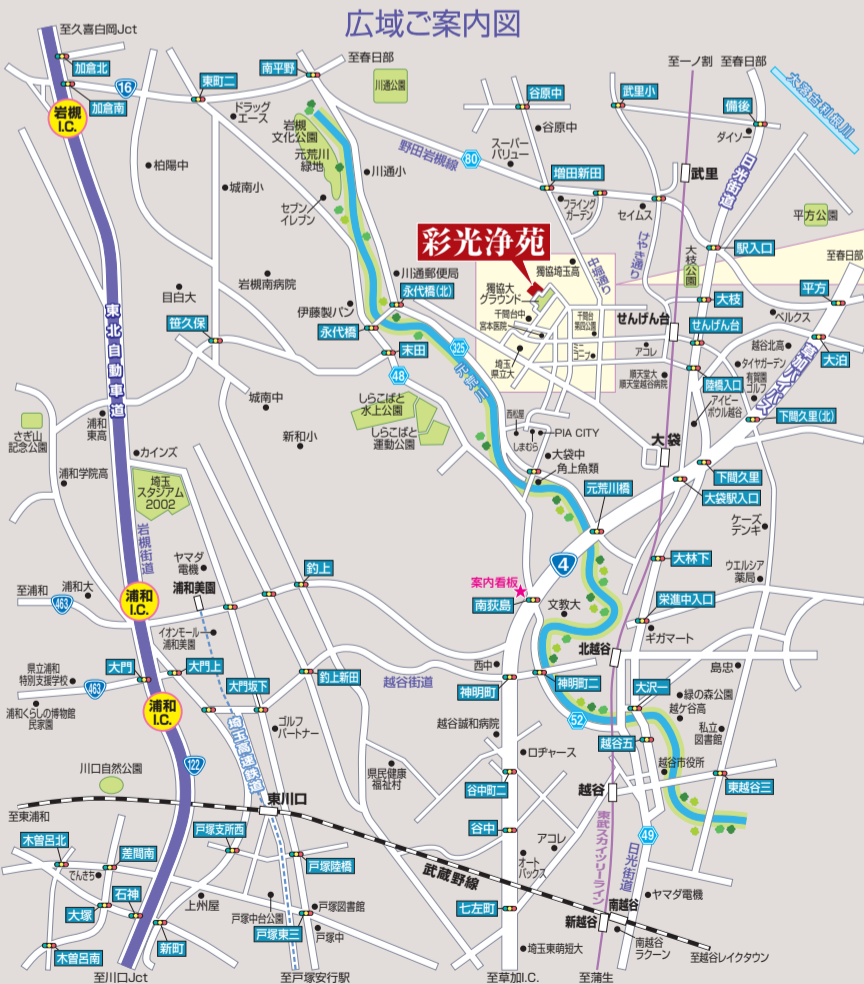 広域ご案内図
至久喜白岡Jct
加倉北
16
加倉南
岩槻
I.C.
東町二
南平野
至春日部
川通公園
ドラッグ
エース
岩槻
文化公園
元荒川
緑地
川通小
野田岩槻線
80
谷原中
谷原中
スーパー
バリュー
増田新田
フライング
ガーデン
武里小
至一ノ割
至春日部
備後
ダイソー
大落古利根川
武里
日光街道
セイムス
けやき通り
駅入口
平方公園
大枝
公園
至春日部
平方
柏陽中
城南小
セブン
イレブン
彩光浄苑
獨協埼玉高
獨協大
グラウンド
中堀通り
千間台中
宮本医院
千間台
第四公園
ミニ
コープ
埼玉
県立大
せんげん台
大枝
せんげん台
ベルクス
越谷北高
大泊
タイヤガーデン
有賀園
ゴルフ
草加バイパス
アコレ
順天堂大
順天堂越谷病院
陸橋入口
アイビー
ボウル越谷
下間久里(北)
目白大
岩槻南病院
川通郵便局
永代橋(北)
伊藤製パン
永代橋
末田
325
元荒川
48
笹久保
東北自動車道
しらこばと
水上公園
しらこばと
運動公園
城南中
新和小
西松屋
しまむら
PIA CITY
大袋中
角上魚類
大袋
下間久里
大袋駅入口
元荒川橋
ケーズ
デンキ
浦和
東高
さぎ山
記念公園
カインズ
浦和学院高
埼玉
スタジアム
2002
岩槻街道
ヤマダ
電機
浦和美園
釣上
4
案内看板
南荻島
文教大
大林下
ウエルシア
薬局
栄進中入口
ギガマート
北越谷
至浦和
浦和大
463
浦和
I.C.
イオンモール
浦和美園
大門
大門上
県立浦和
特別支援学校
463
浦和くらしの博物館
民家園
浦和
I.C.
大門坂下
釣上新田
越谷街道
西中
神明町
神明町二
大沢一
島忠
緑の森公園
越ケ谷高
私立
図書館
52
越谷五
越谷誠和病院
ゴルフ
パートナー
埼玉高速鉄道
122
県民健康
福祉村
ロヂャース
越谷市役所
谷中町二
越谷
東越谷三
川口自然公園
至東浦和
東川口
谷中
東武スカイツリーライン
49
日光街道
木曽呂北
差間南
でんきち
戸塚支所西
戸塚陸橋
武蔵野線
アコレ
オート
バックス
石神
大塚
上州屋
戸塚中台公園
戸塚図書館
戸塚東三
戸塚中
七左町
ヤマダ電機
南越谷
新越谷
新町
木曽呂南
埼玉東萌短大
南越谷
ラクーン
至越谷レイクタウン
至川口Jct
至戸塚安行駅
至草加I.C.
至蒲生